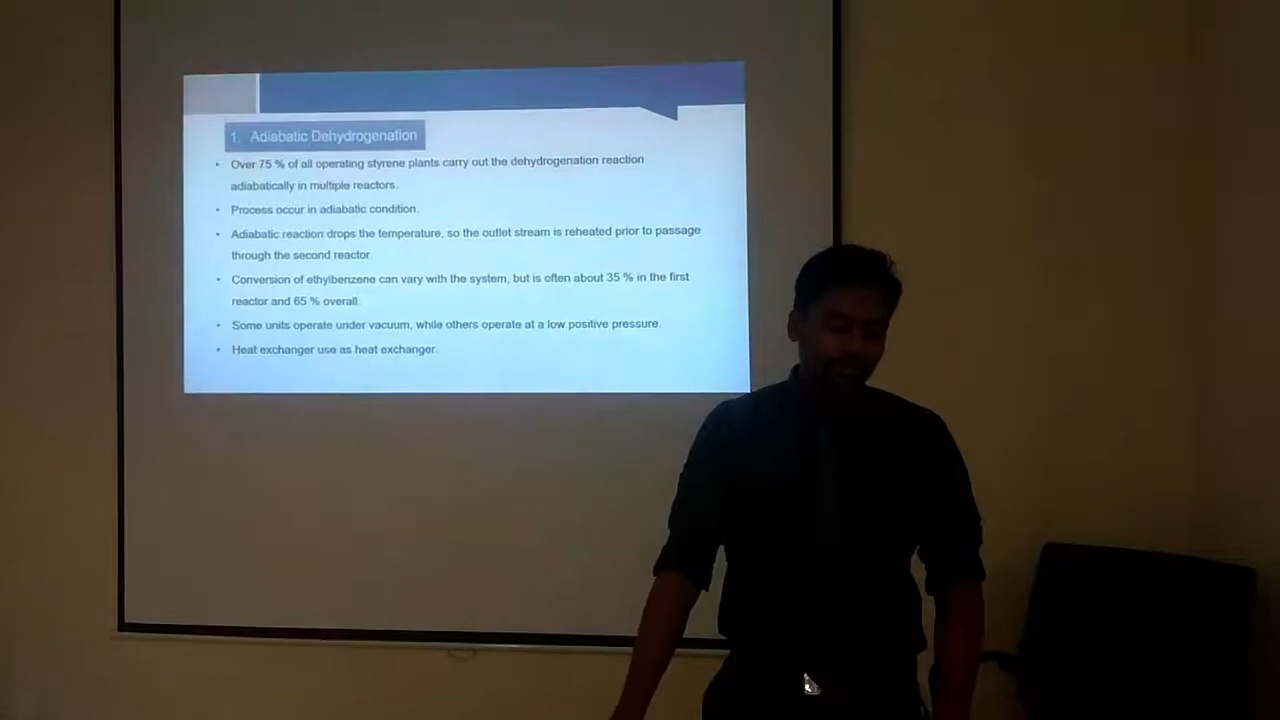 1. Adiabatic Dehydrogenation
• Over 75 % of all operating styrene plants carry out the dehydrogenation reaction
adiabatically in multiple reactors.
• Process occur in adiabatic condition.
• Adiabatic reaction drops the temperature, so the outlet stream is reheated prior to passage
through the second reactor.
• Conversion of ethylbenzene can vary with the system, but is often about 35 % in the first
reactor and 65 % overall.
• Some units operate under vacuum, while others operate at a low positive pressure.
• Heat exchanger use as heat exchanger.